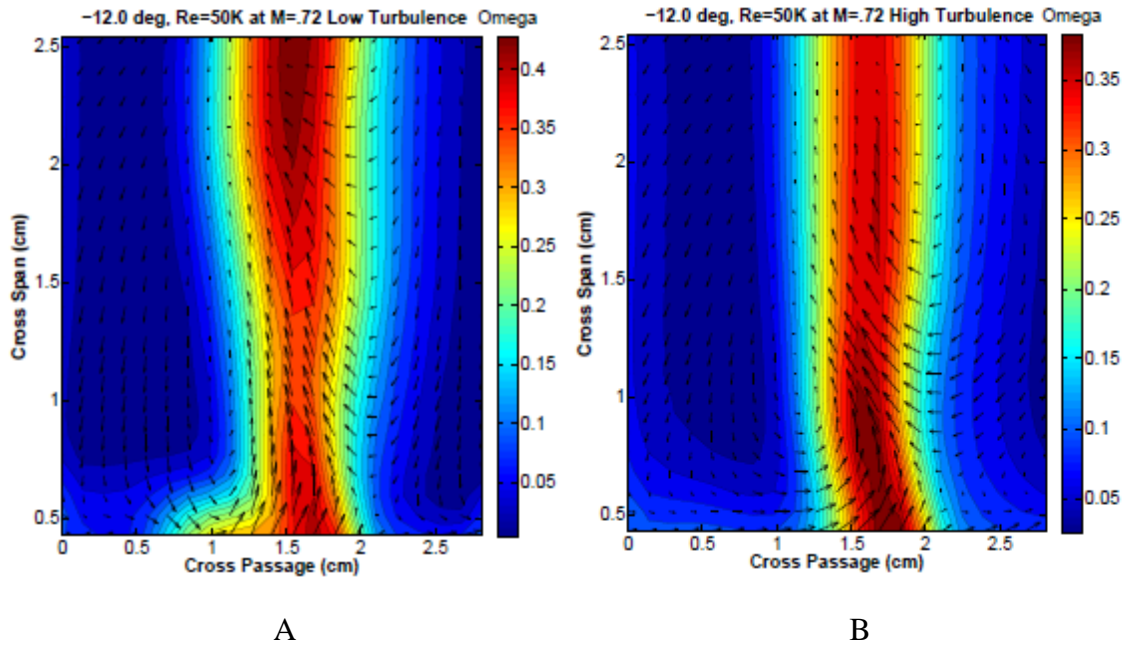 −12.0 deg, Re=50K at M=.72 Low Turbulence Omega
2.5
2
1.5
1
0.5
Cross Span (cm)
0 0.5 1 1.5 2 2.5
Cross Passage (cm)
0.4
0.35
0.3
0.25
0.2
0.15
0.1
0.05
A
−12.0 deg, Re=50K at M=.72 High Turbulence Omega
2.5
2
1.5
1
0.5
Cross Span (cm)
0 0.5 1 1.5 2 2.5
Cross Passage (cm)
0.35
0.3
0.25
0.2
0.15
0.1
0.05
B